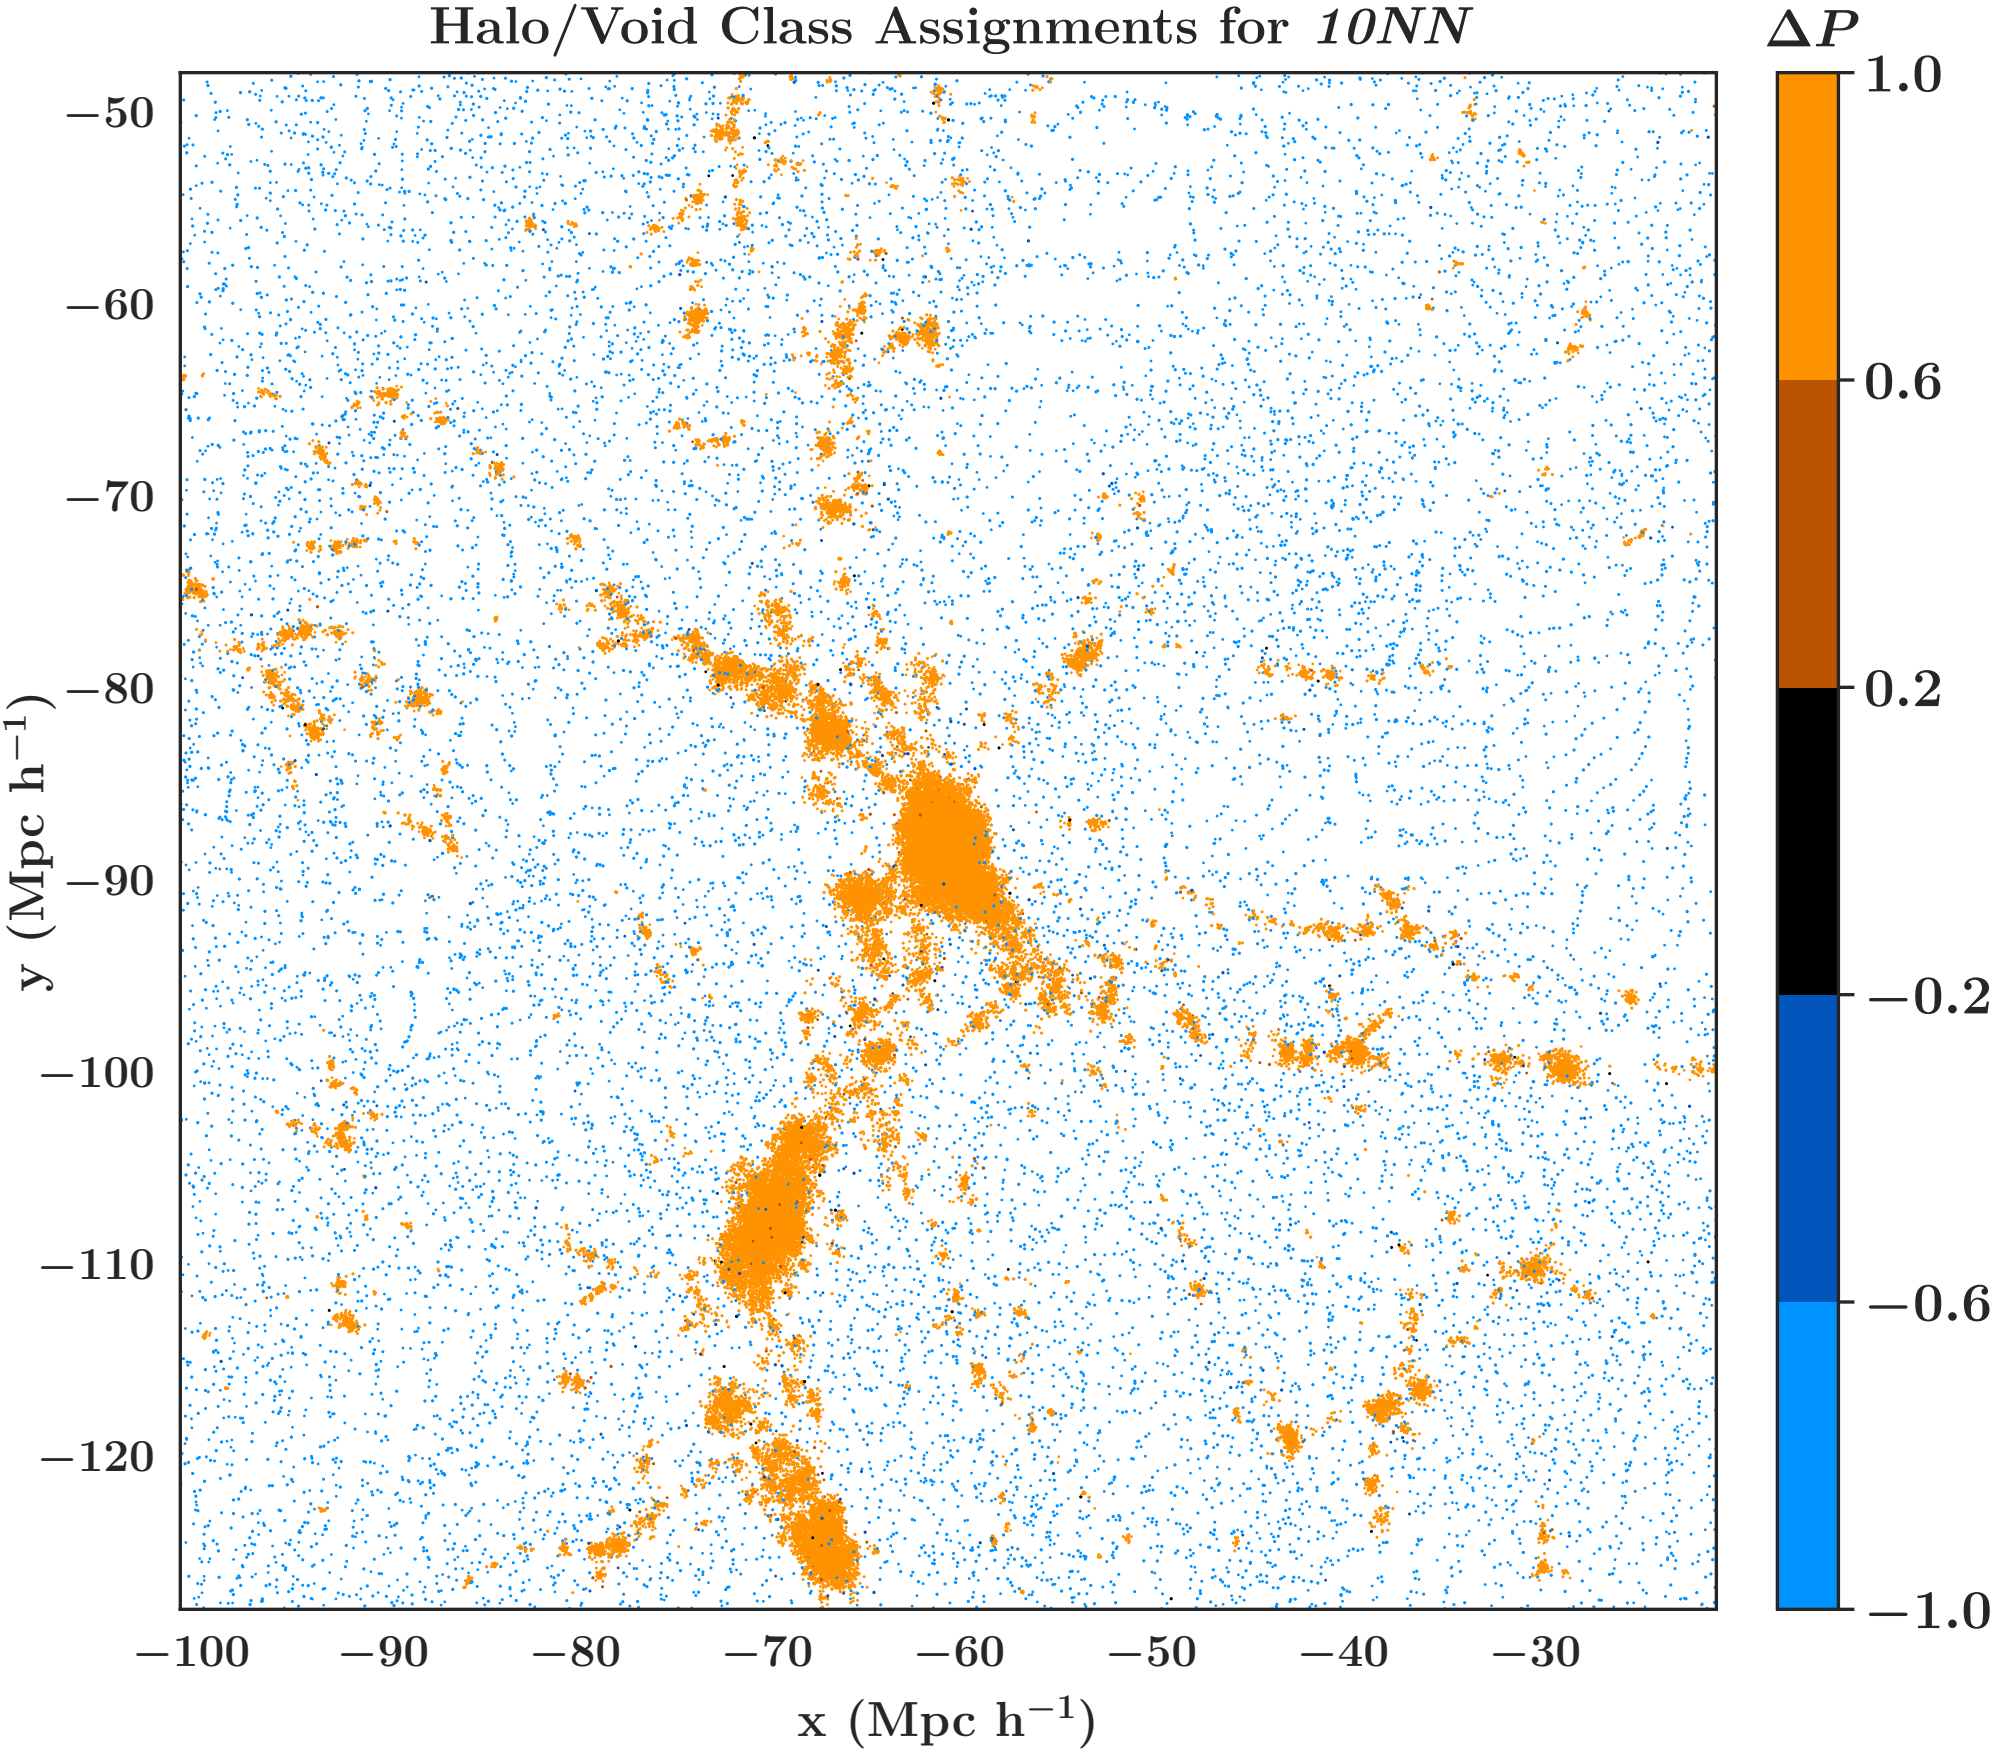 Halo/Void Class Assignments for 10NN
ΔP
1.0
0.6
0.2
−0.2
−0.6
−1.0
−50
−60
−70
−80
−90
−100
−110
−120
y (Mpc h⁻¹)
−100 −90 −80 −70 −60 −50 −40 −30
x (Mpc h⁻¹)